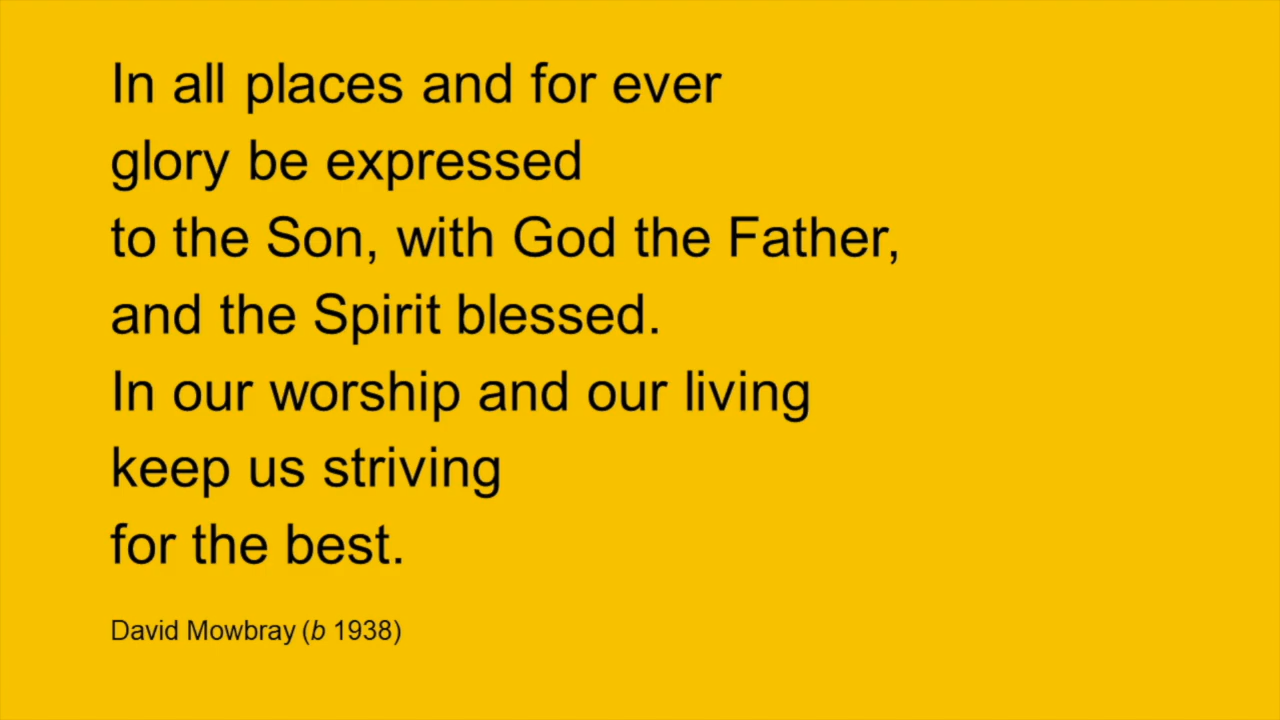 In all places and for ever
glory be expressed
to the Son, with God the Father,
and the Spirit blessed.
In our worship and our living
keep us striving
for the best.
David Mowbray (b 1938)